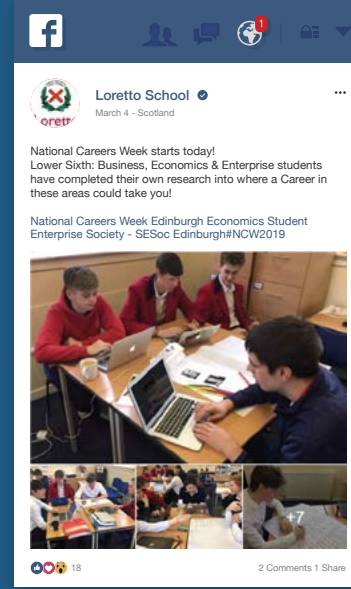 f
1
Loretto School
March 4 - Scotland
oretto
National Careers Week starts today!
Lower Sixth: Business, Economics & Enterprise students
have completed their own research into where a Career in
these areas could take you!
National Careers Week Edinburgh Economics Student
Enterprise Society - SESoc Edinburgh#NCW2019
+7
18
2 Comments 1 Share